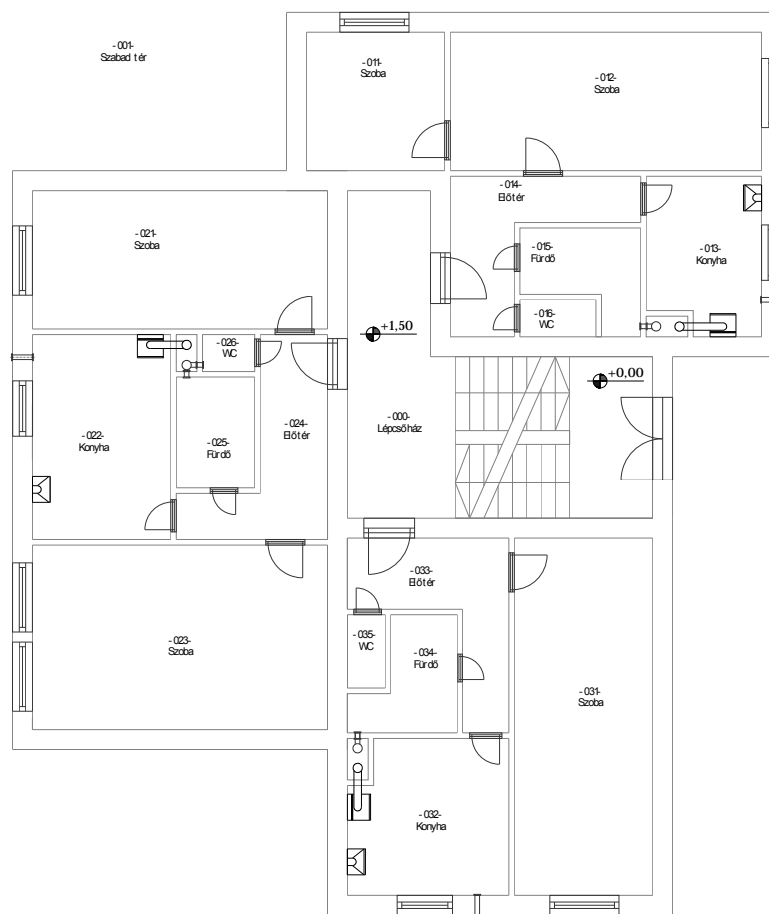 -001-
Szabad tér
-011-
Szoba
-012-
Szoba
-014-
Előtér
-013-
Konyha
-015-
Fürdő
-016-
WC
-021-
Szoba
+1,50
-026-
WC
+0,00
-000-
Lépcsőház
-022-
Konyha
-025-
Fürdő
-024-
Előtér
-033-
Előtér
-023-
Szoba
-035-
WC
-034-
Fürdő
-031-
Szoba
-032-
Konyha